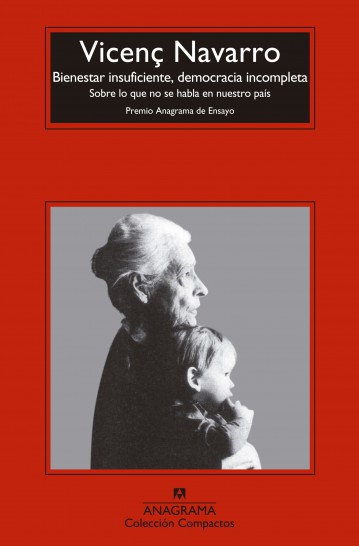 Vicenç Navarro
Bienestar insuficiente, democracia incompleta
Sobre lo que no se habla en nuestro país
Premio Anagrama de Ensayo
ANAGRAMA
Colección Compactos